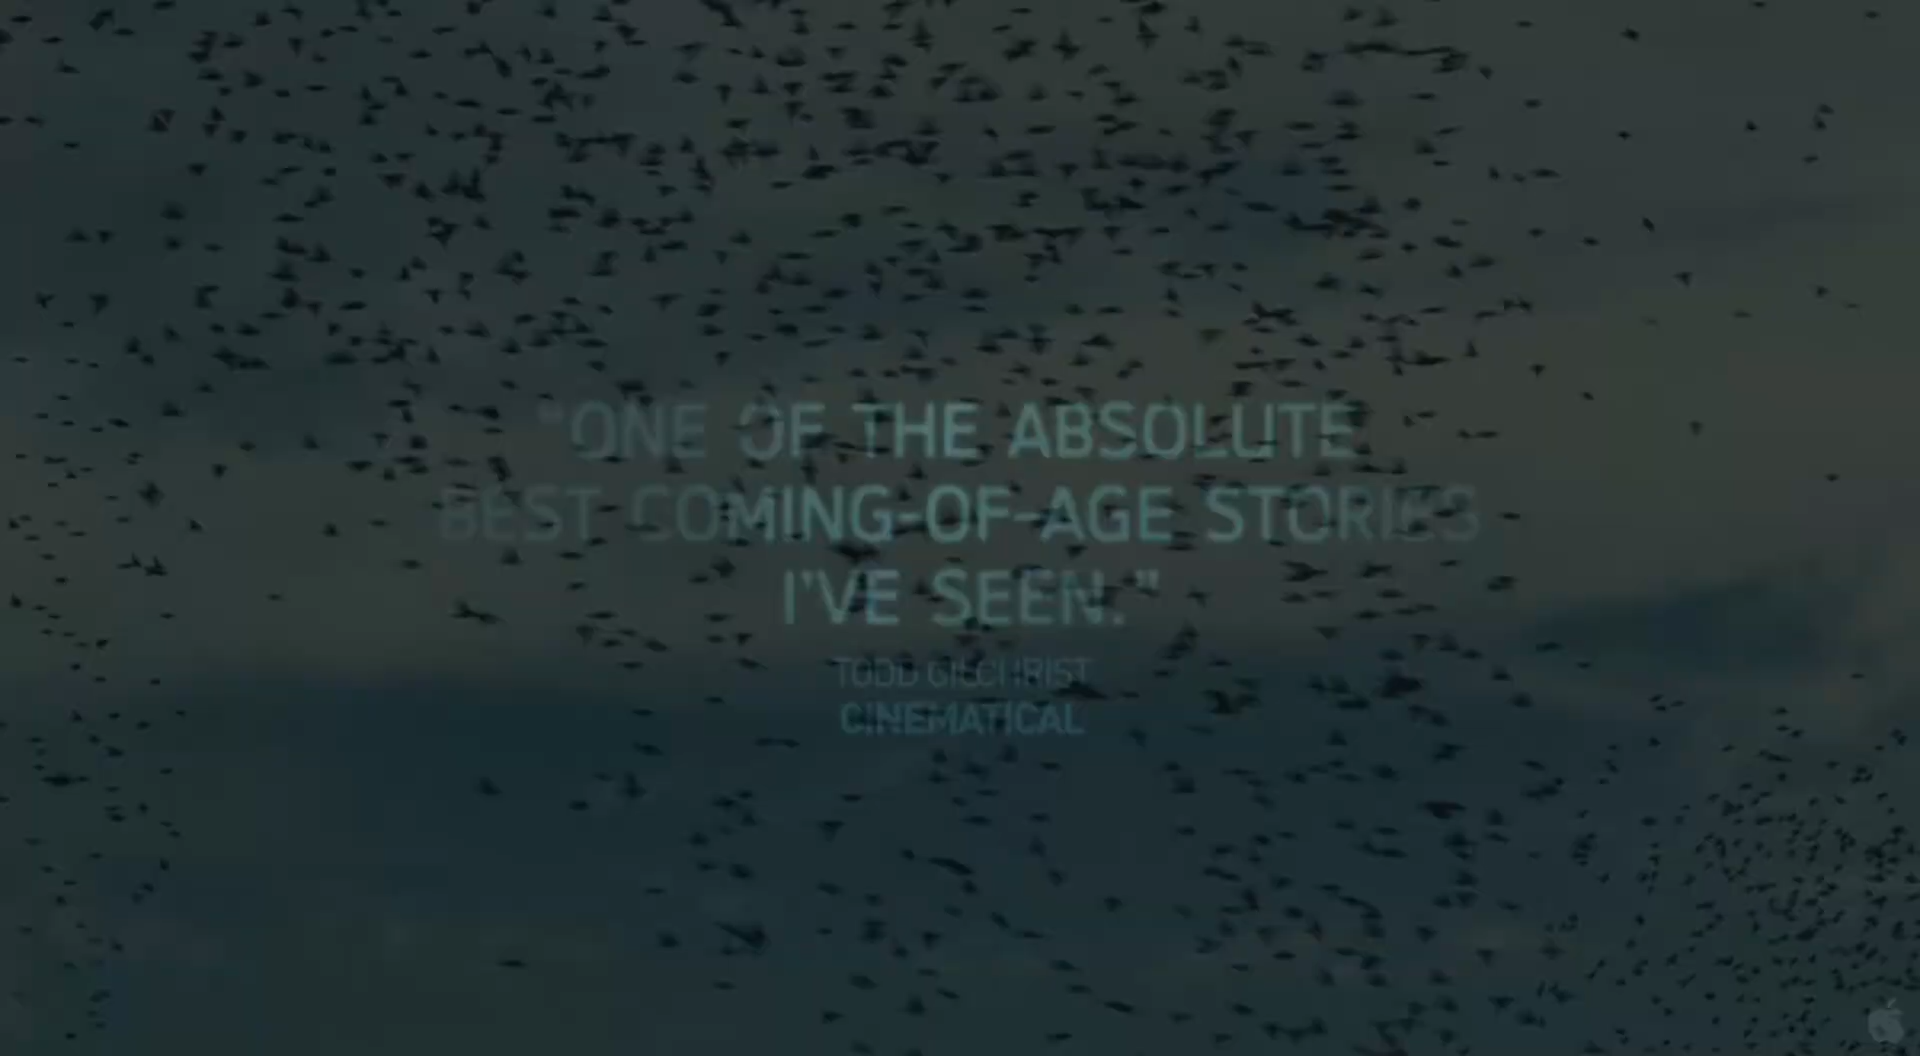 "ONE OF THE ABSOLUTE
BEST COMING-OF-AGE STORIES
I'VE SEEN."
TODD GILCHRIST
CINEMATICAL